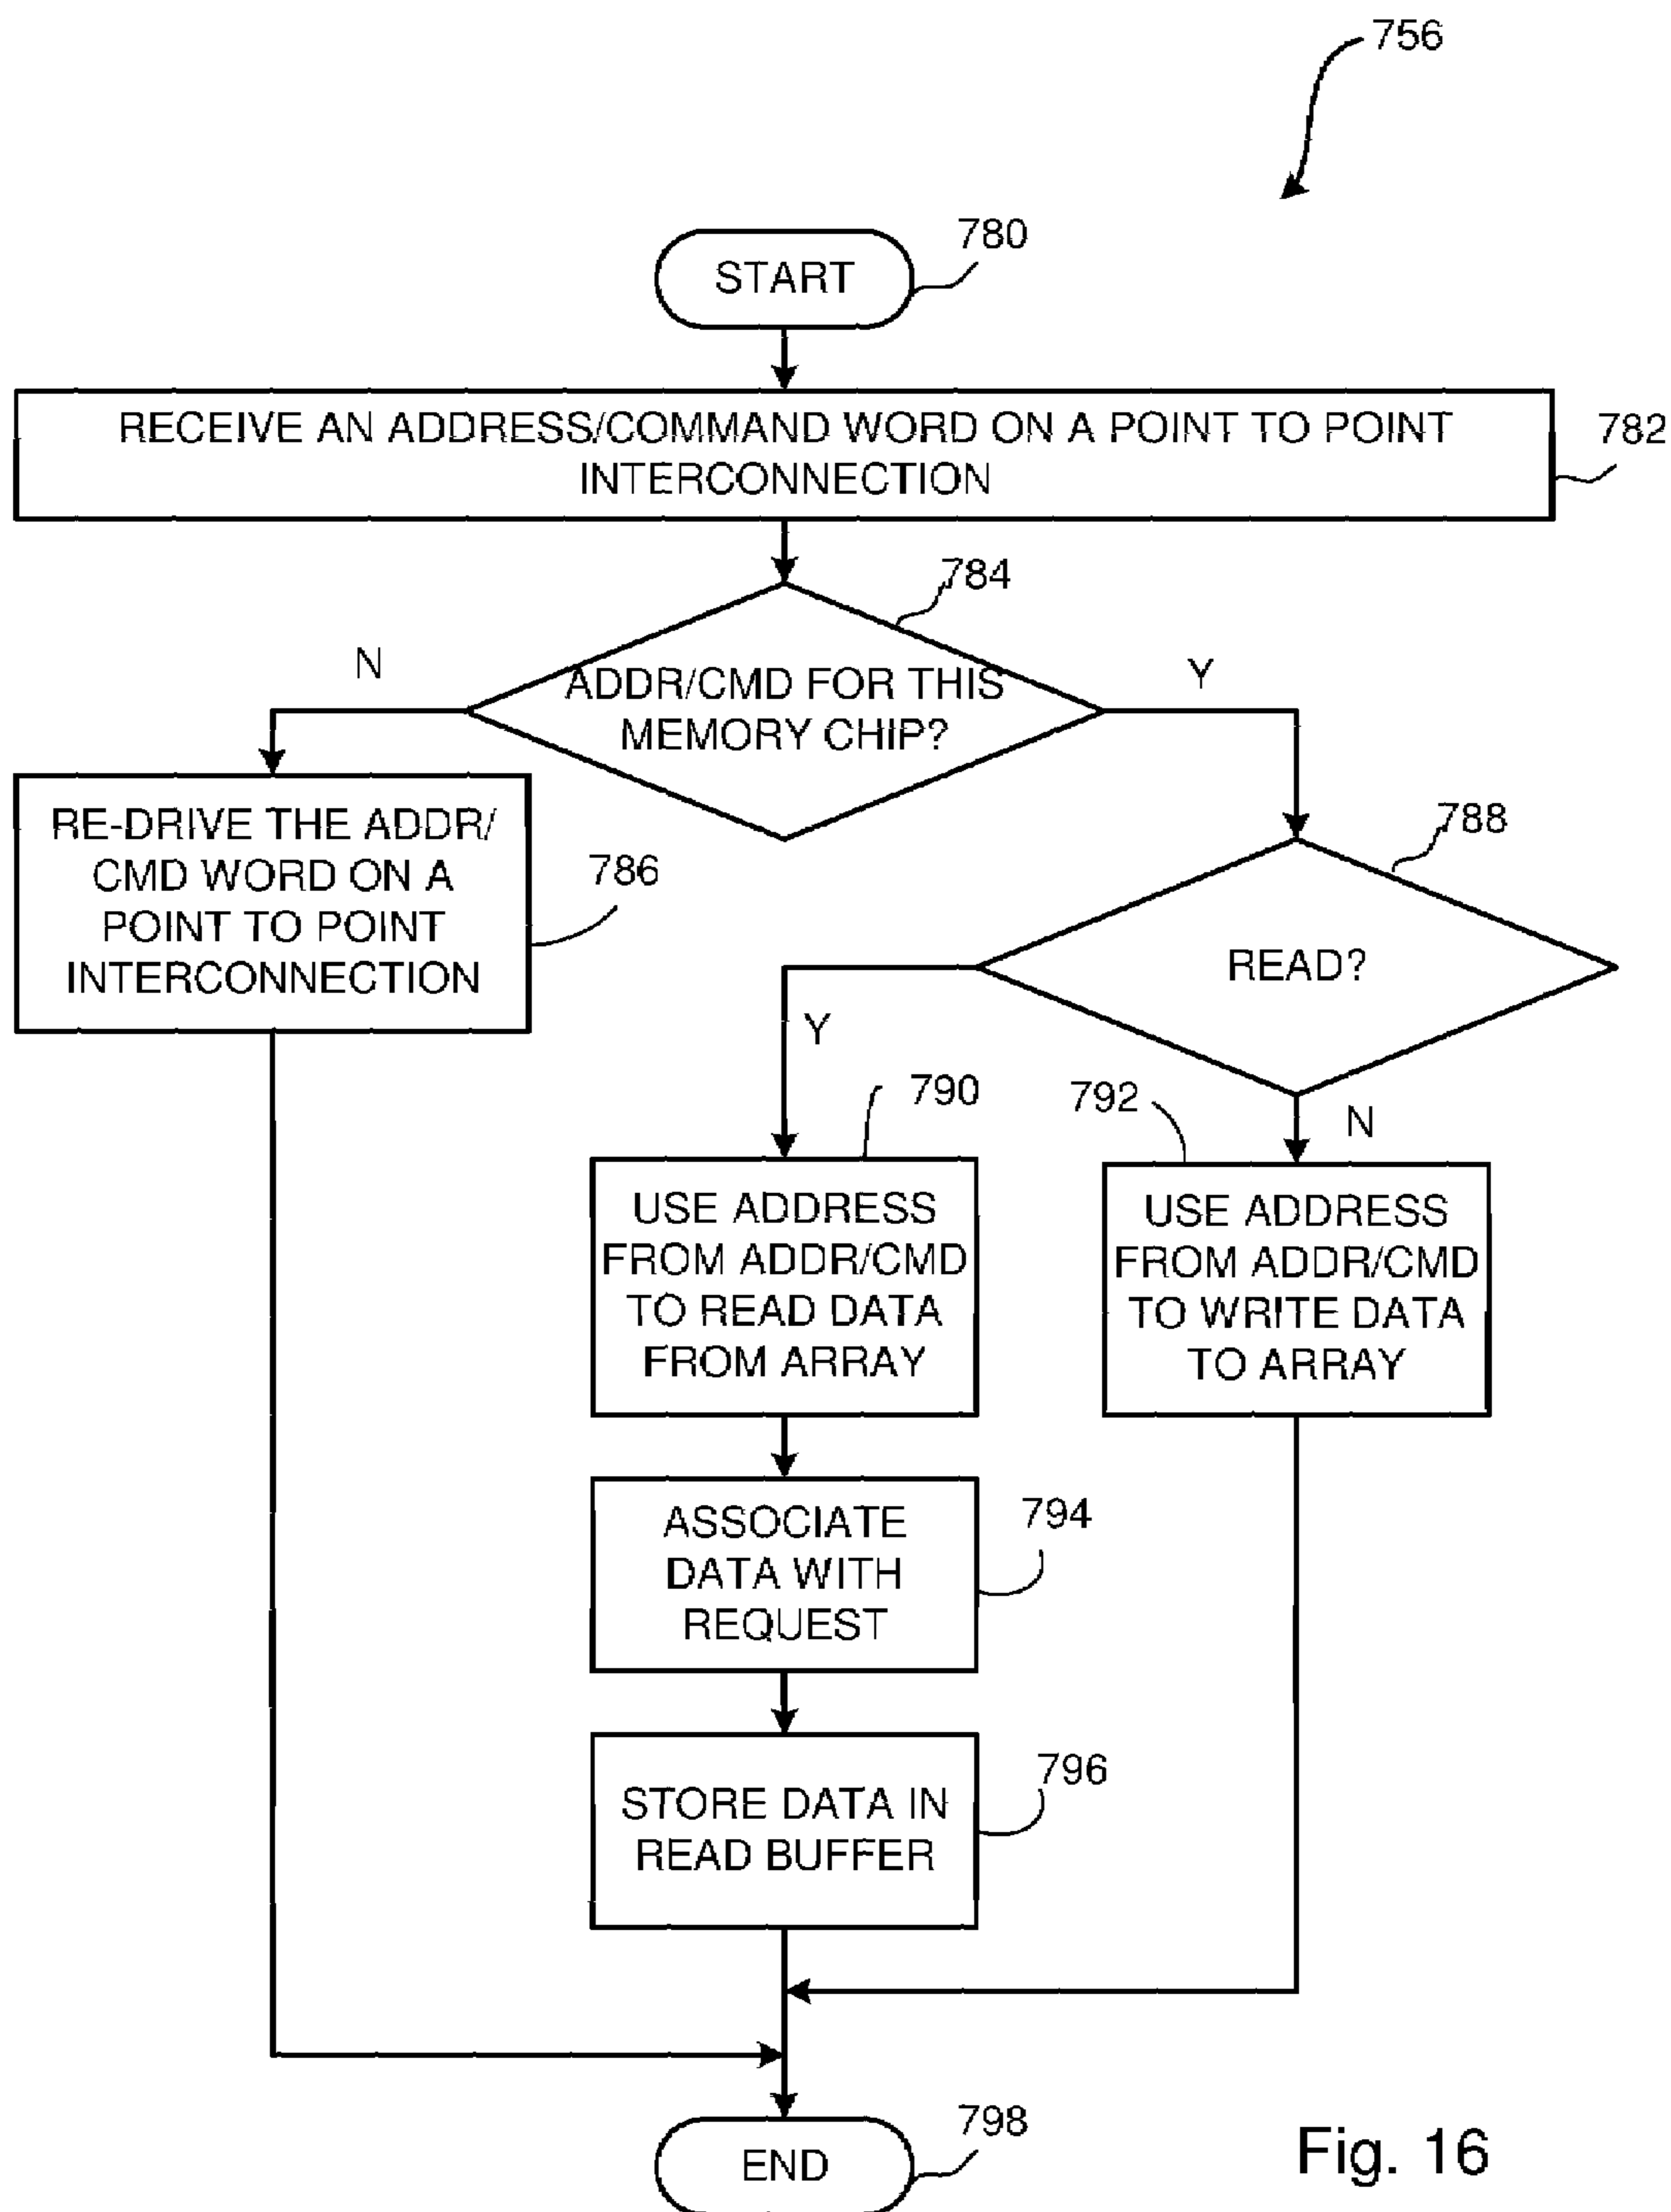 756
START
780
RECEIVE AN ADDRESS/COMMAND WORD ON A POINT TO POINT
INTERCONNECTION
782
784
N
ADDR/CMD FOR THIS
MEMORY CHIP?
Y
RE-DRIVE THE ADDR/
CMD WORD ON A
POINT TO POINT
INTERCONNECTION
786
788
READ?
Y
N
790
USE ADDRESS
FROM ADDR/CMD
TO READ DATA
FROM ARRAY
792
USE ADDRESS
FROM ADDR/CMD
TO WRITE DATA
TO ARRAY
ASSOCIATE
DATA WITH
REQUEST
794
STORE DATA IN
READ BUFFER
796
END
798
Fig. 16